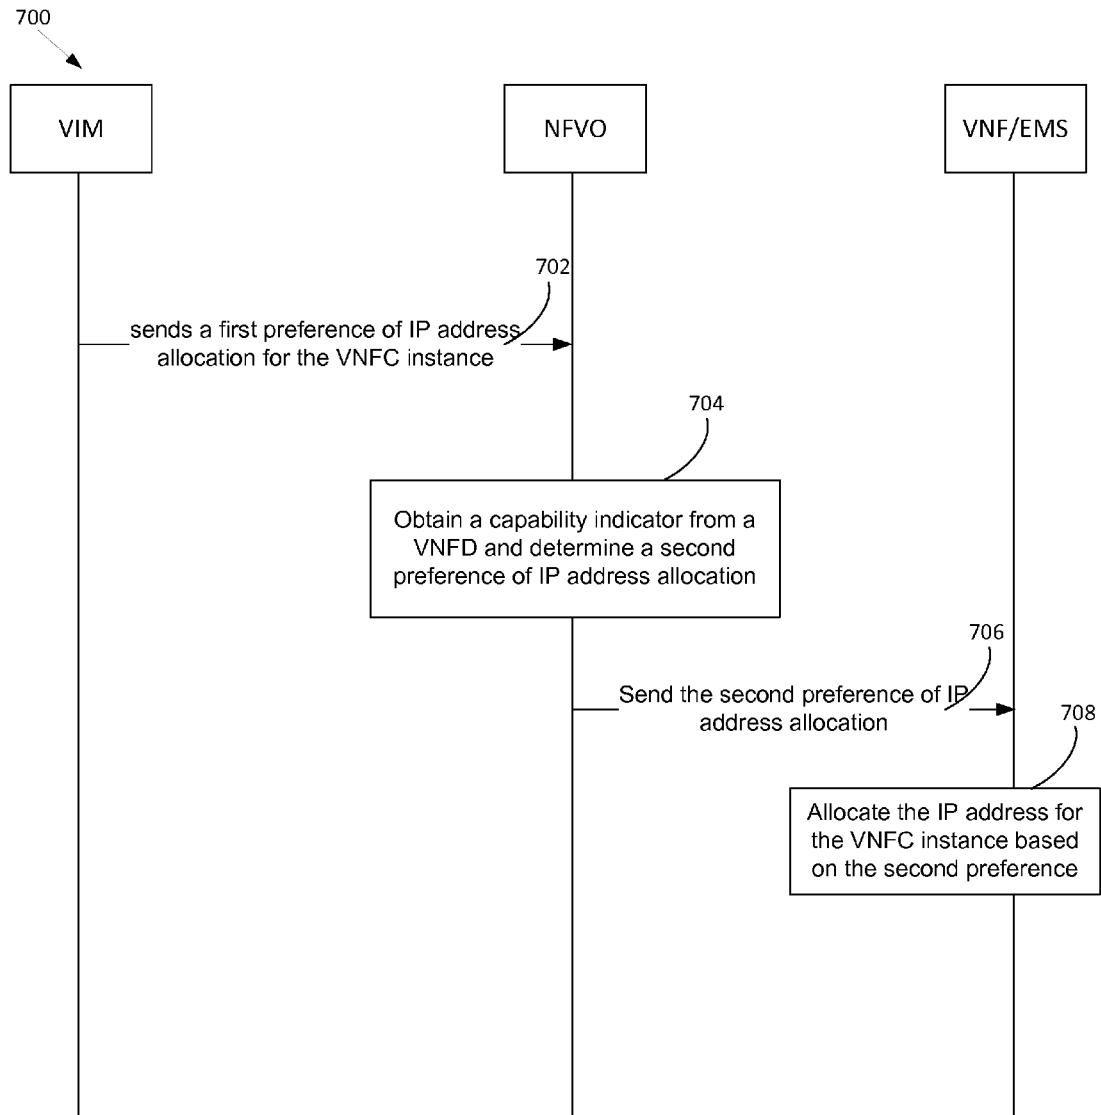 700
VIM
NFVO
VNF/EMS
702
sends a first preference of IP address
allocation for the VNFC instance
704
Obtain a capability indicator from a
VNFD and determine a second
preference of IP address allocation
706
Send the second preference of IP
address allocation
708
Allocate the IP address for
the VNFC instance based
on the second preference